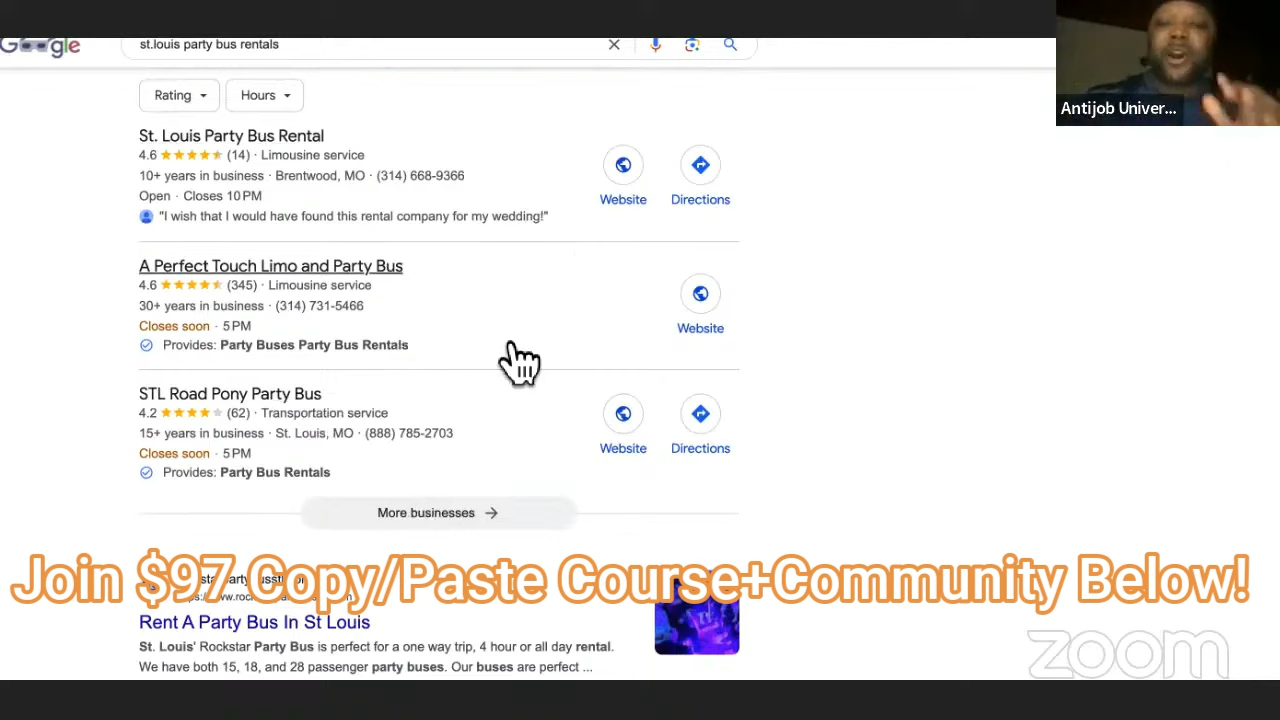 Google
st.louis party bus rentals
Antijob Univer...
Rating
Hours
St. Louis Party Bus Rental
4.6 (14) · Limousine service
10+ years in business · Brentwood, MO · (314) 668-9366
Open · Closes 10 PM
"I wish that I would have found this rental company for my wedding!"
Website
Directions
A Perfect Touch Limo and Party Bus
4.6 (345) · Limousine service
30+ years in business · (314) 731-5466
Closes soon · 5 PM
Provides: Party Buses Party Bus Rentals
Website
STL Road Pony Party Bus
4.2 (62) · Transportation service
15+ years in business · St. Louis, MO · (888) 785-2703
Closes soon · 5 PM
Provides: Party Bus Rentals
Website
Directions
More businesses
Join $97 Copy/Paste Course+Community Below!
Rent A Party Bus In St Louis
St. Louis' Rockstar Party Bus is perfect for a one way trip, 4 hour or all day rental.
We have both 15, 18, and 28 passenger party buses. Our buses are perfect ...
zoom